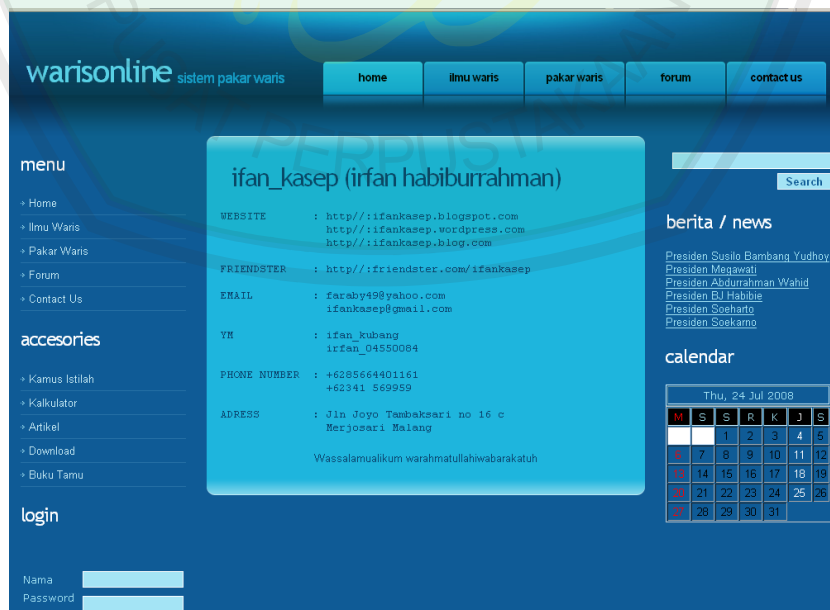 warisonline sistem pakar waris
home ilmu waris pakar waris forum contact us
menu
» Home
» Ilmu Waris
» Pakar Waris
» Forum
» Contact Us
accesories
» Kamus Istilah
» Kalkulator
» Artikel
» Download
» Buku Tamu
login
Nama
Password
ifan_kasep (irfan habiburrahman)
WEBSITE : http//:ifankasep.blogspot.com
http//:ifankasep.wordpress.com
http//:ifankasep.blog.com
FRIENDSTER : http//:friendster.com/ifankasep
EMAIL : faraby49@yahoo.com
ifankasep@gmail.com
YM : ifan_kubang
irfan_04550084
PHONE NUMBER : +6285664401161
+62341 569959
ADRESS : Jln Joyo Tambaksari no 16 c
Merjosari Malang
Wassalamualikum warahmatullahiwabarakatuh
Search
berita / news
Presiden Susilo Bambang Yudhoy
Presiden Megawati
Presiden Abdurrahman Wahid
Presiden BJ Habibie
Presiden Soeharto
Presiden Soekarno
calendar
Thu, 24 Jul 2008
M S S R K J S
1 2 3 4 5
6 7 8 9 10 11 12
13 14 15 16 17 18 19
20 21 22 23 24 25 26
27 28 29 30 31
PERPUSTAKAAN